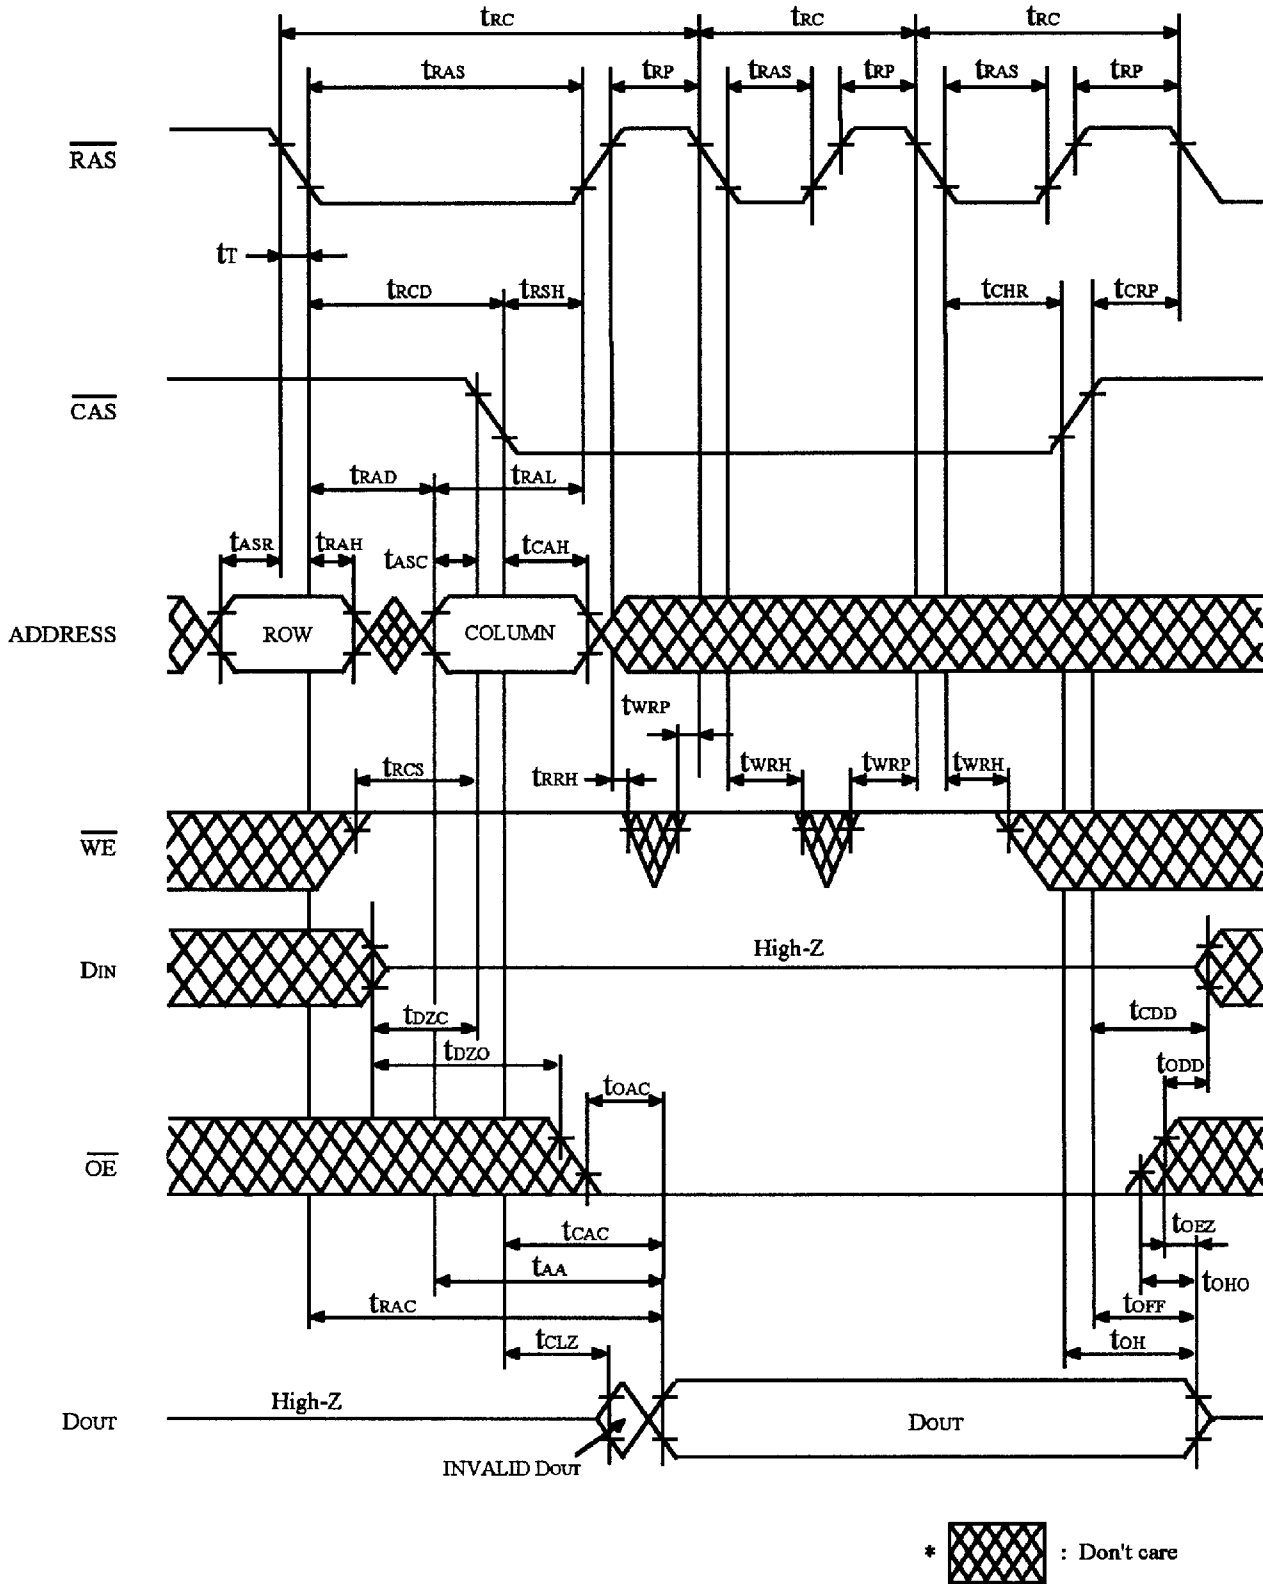 tRC tRC tRC
tRAS tRP tRAS tRP tRAS tRP
RAS
tT
tRCD tRSH tCHR tCRP
CAS
tRAD tRAL
tASR tRAH tASC tCAH
ADDRESS ROW COLUMN
tWRP
tRCS tRRH tWRH tWRP tWRH
WE
High-Z
DIN
tDZC tCDD
tDZO tODD
tOAC
OE
tCAC tOEZ
tAA tOHO
tRAC tOFF
tCLZ tOH
High-Z
DOUT DOUT
INVALID DOUT
* : Don't care